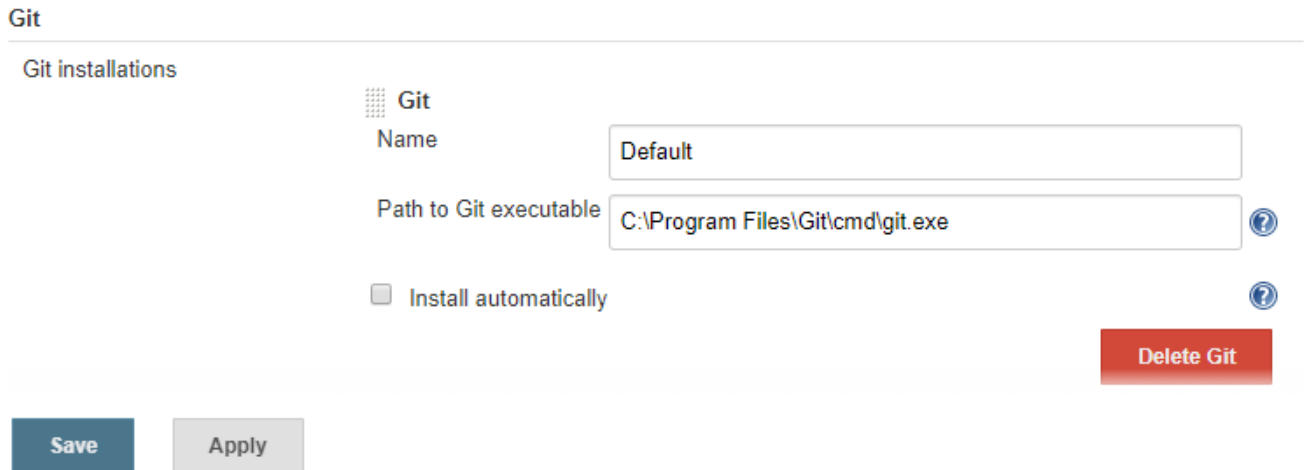 Git
Git installations
Git
Name
Default
Path to Git executable
C:\Program Files\Git\cmd\git.exe
?
Install automatically
?
Delete Git
Save
Apply